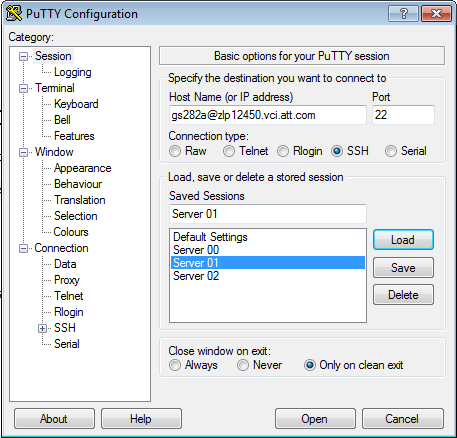 PuTTY Configuration
Category:
Session
Logging
Terminal
Keyboard
Bell
Features
Window
Appearance
Behaviour
Translation
Selection
Colours
Connection
Data
Proxy
Telnet
Rlogin
SSH
Serial
Basic options for your PuTTY session
Specify the destination you want to connect to
Host Name (or IP address) Port
gs282a@zlp12450.vci.att.com 22
Connection type:
Raw Telnet Rlogin SSH Serial
Load, save or delete a stored session
Saved Sessions
Server 01
Default Settings
Server 00
Server 01
Server 02
Load
Save
Delete
Close window on exit:
Always Never Only on clean exit
About Help Open Cancel